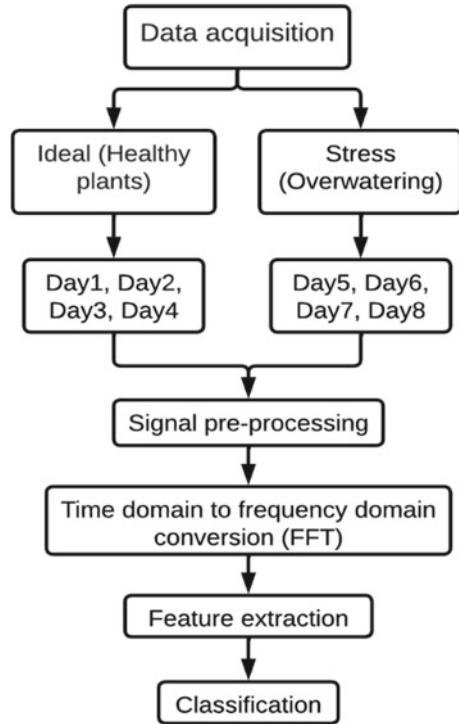 Data acquisition
Ideal (Healthy
plants)
Stress
(Overwatering)
Day1, Day2,
Day3, Day4
Day5, Day6,
Day7, Day8
Signal pre-processing
Time domain to frequency domain
conversion (FFT)
Feature extraction
Classification